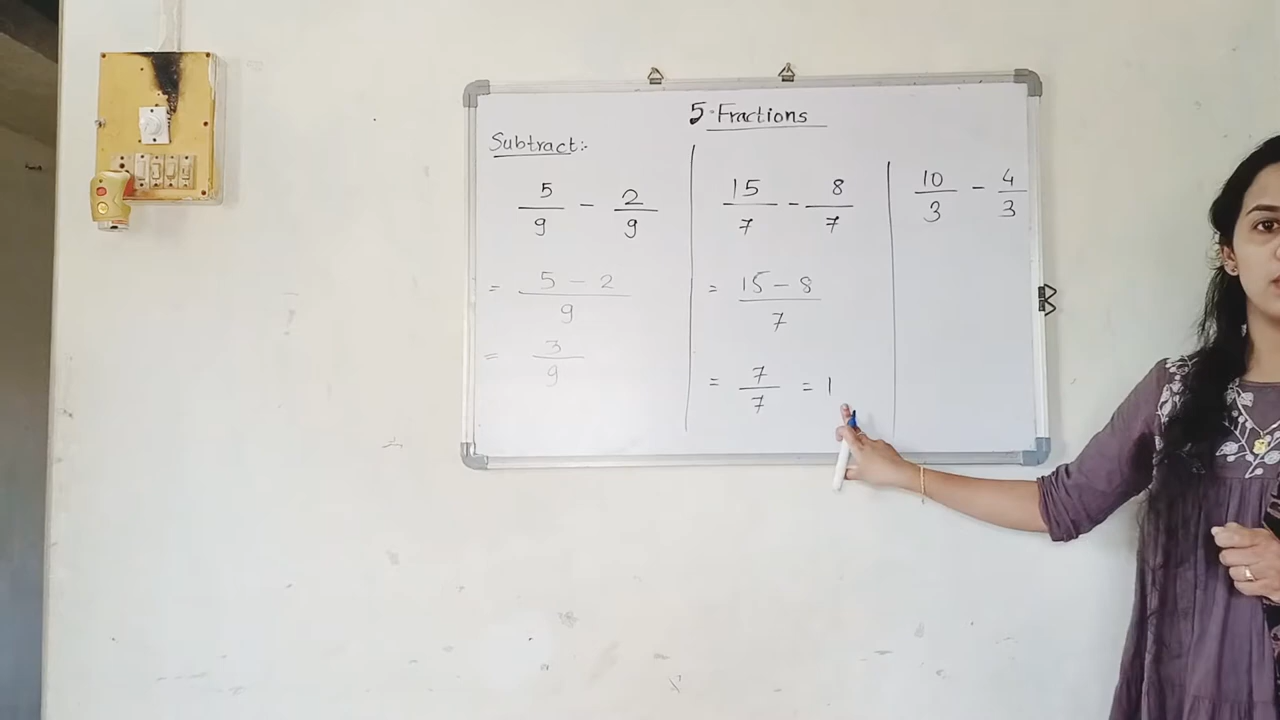 5. Fractions
Subtract:-
5/9 - 2/9
= 5 - 2/9
= 3/9
15/7 - 8/7
= 15 - 8/7
= 7/7 = 1
10/3 - 4/3